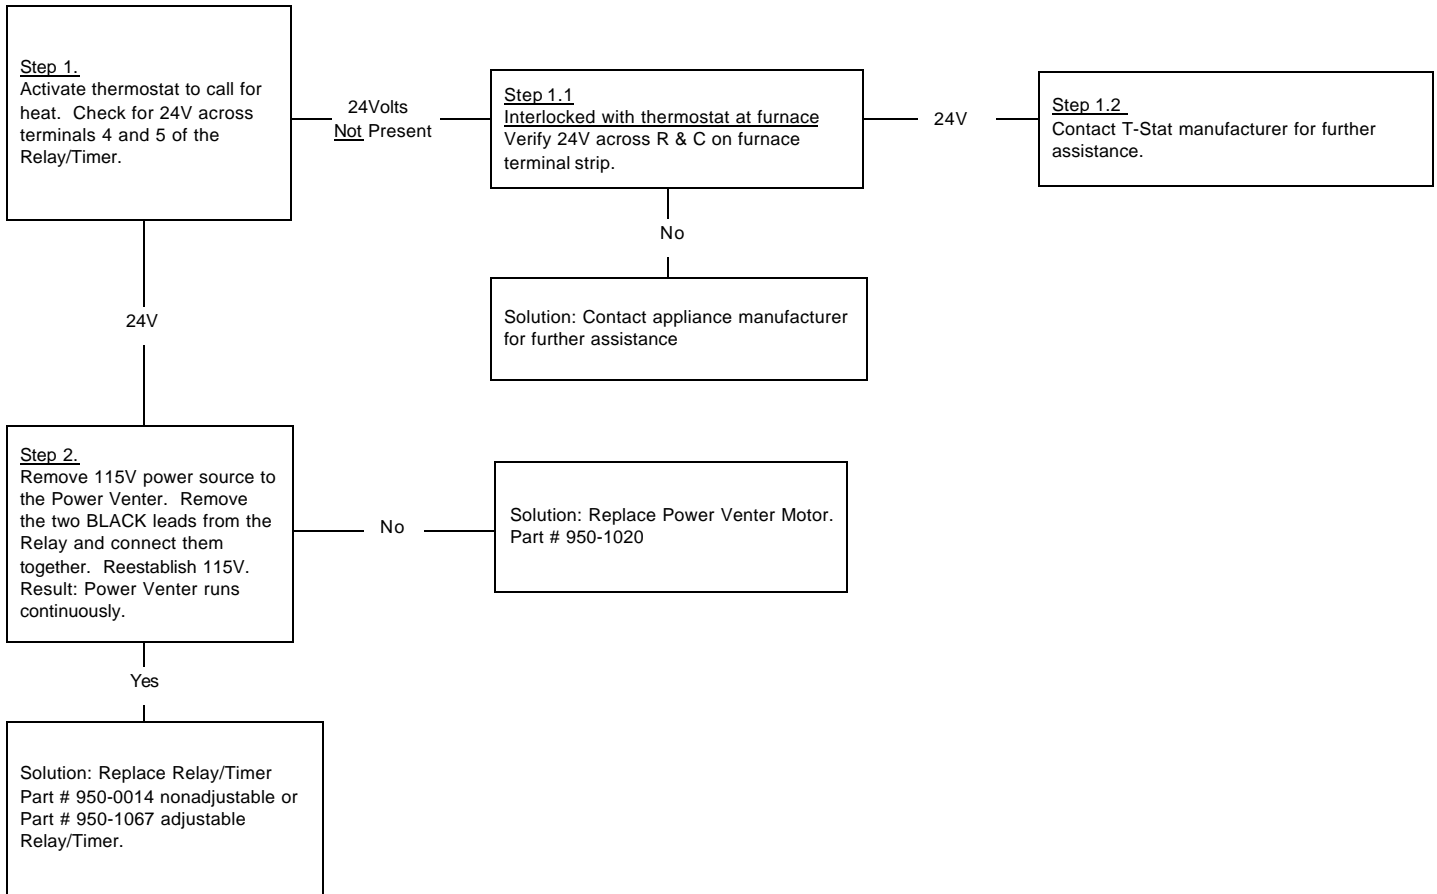 Step 1.
Activate thermostat to call for
heat. Check for 24V across
terminals 4 and 5 of the
Relay/Timer.
24Volts
Not Present
Step 1.1
Interlocked with thermostat at furnace
Verify 24V across R & C on furnace
terminal strip.
24V
Step 1.2
Contact T-Stat manufacturer for further
assistance.
No
Solution: Contact appliance manufacturer
for further assistance
24V
Step 2.
Remove 115V power source to
the Power Venter. Remove
the two BLACK leads from the
Relay and connect them
together. Reestablish 115V.
Result: Power Venter runs
continuously.
No
Solution: Replace Power Venter Motor.
Part # 950-1020
Yes
Solution: Replace Relay/Timer
Part # 950-0014 nonadjustable or
Part # 950-1067 adjustable
Relay/Timer.